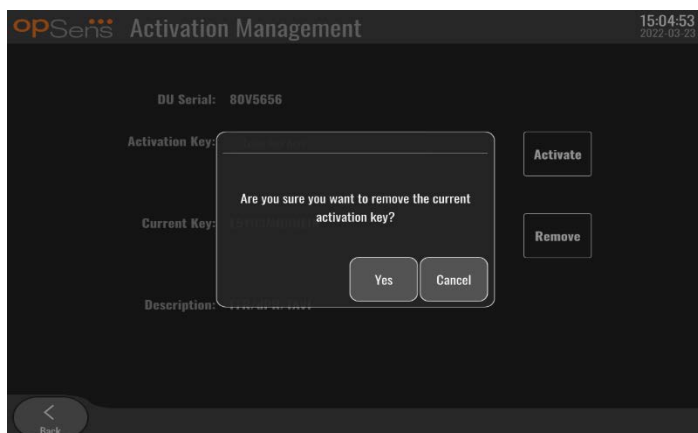 opSens Activation Management
15:04:53
2022-03-23
DU Serial: 80V5656
Activation Key:
Activate
Are you sure you want to remove the current
activation key?
Current Key:
Remove
Yes
Cancel
Description:
Back